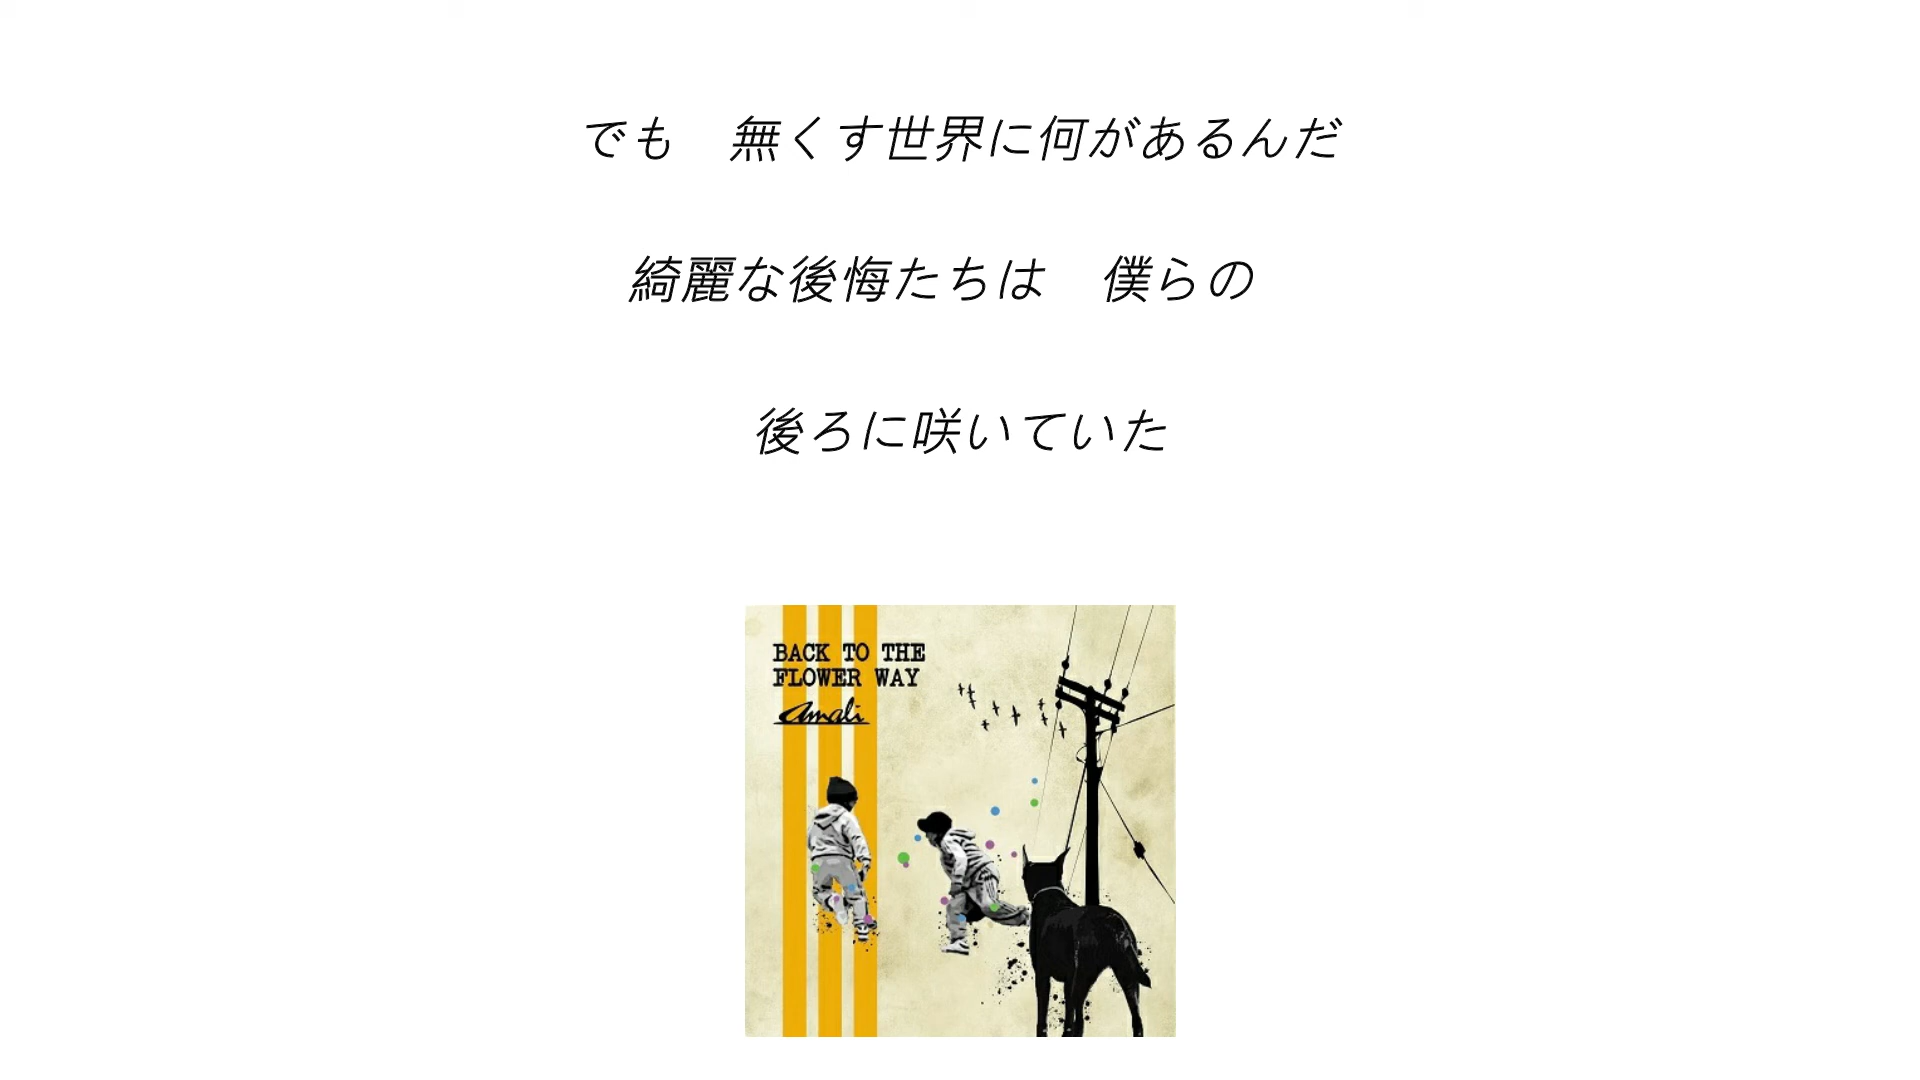 でも　無くす世界に何があるんだ
綺麗な後悔たちは　僕らの
後ろに咲いていた
BACK TO THE
FLOWER WAY
amali